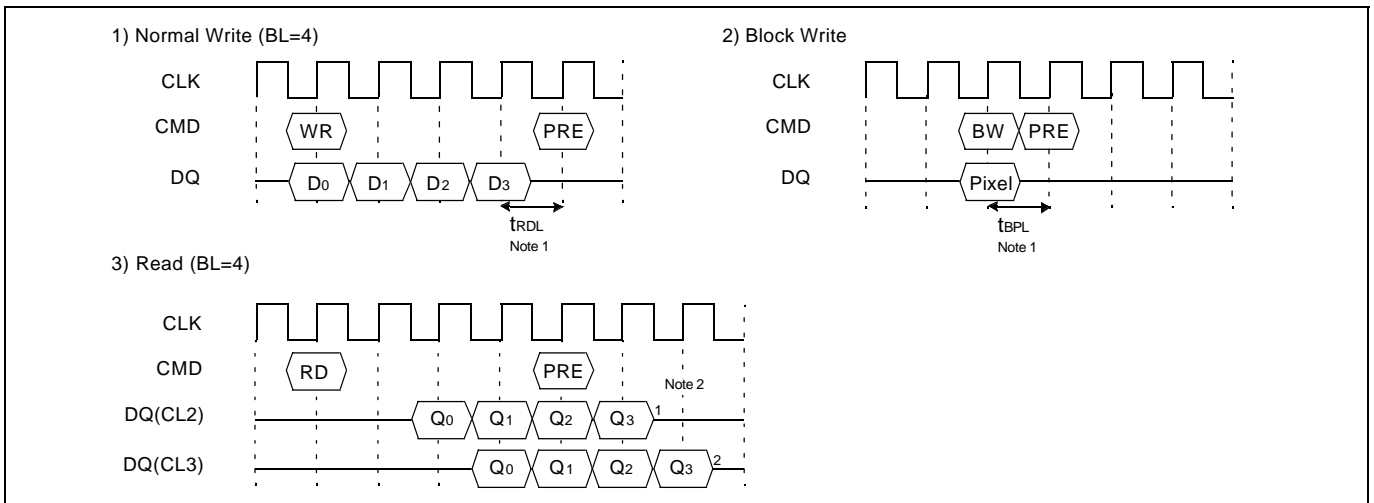 1) Normal Write (BL=4)
CLK
CMD
WR
PRE
DQ
D0
D1
D2
D3
tRDL
Note 1
2) Block Write
CLK
CMD
BW
PRE
DQ
Pixel
tBPL
Note 1
3) Read (BL=4)
CLK
CMD
RD
PRE
Note 2
DQ(CL2)
Q0
Q1
Q2
Q3
1
DQ(CL3)
Q0
Q1
Q2
Q3
2